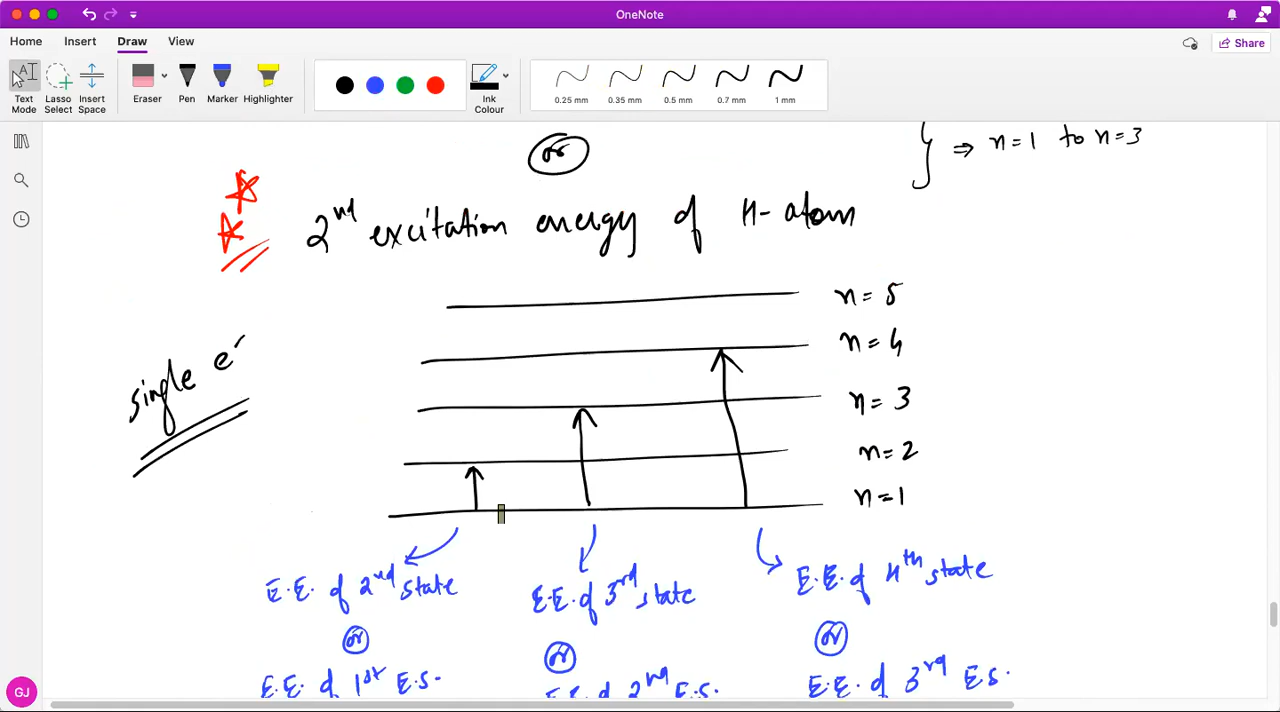 OneNote
Home Insert Draw View
Share
Text Mode
Lasso Select
Insert Space
Eraser
Pen
Marker
Highlighter
Ink Colour
0.25 mm
0.35 mm
0.5 mm
0.7 mm
1 mm
or
} ⇒ n=1 to n=3
2nd excitation energy of H-atom
n = 5
n = 4
single e-
n = 3
n = 2
n = 1
E.E. of 2nd state
E.E. of 3rd state
E.E. of 4th state
or
or
or
E.E. of 1st E.S.
E.E. of 2nd E.S.
E.E. of 3rd E.S.
GJ